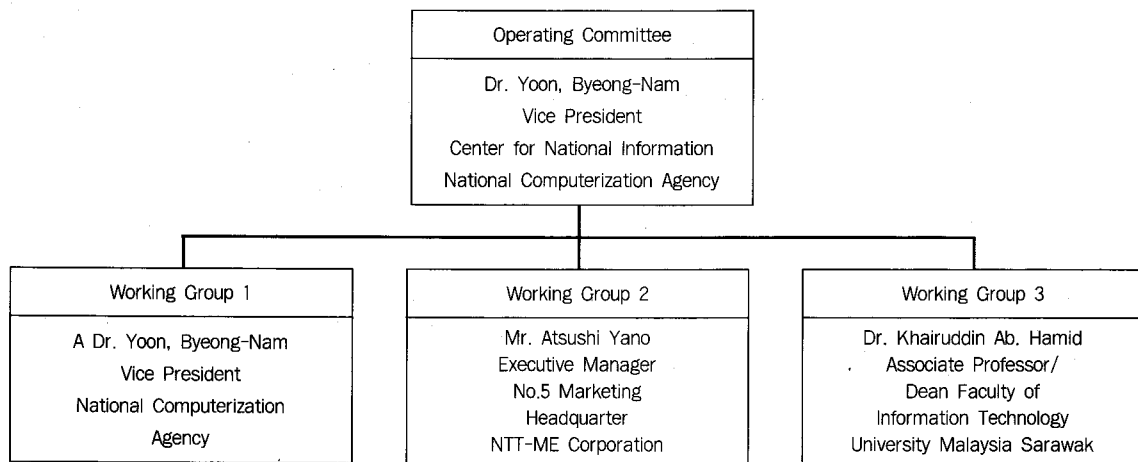 Operating Committee
Dr. Yoon, Byeong-Nam
Vice President
Center for National Information
National Computerization Agency
Working Group 1
A Dr. Yoon, Byeong-Nam
Vice President
National Computerization
Agency
Working Group 2
Mr. Atsushi Yano
Executive Manager
No.5 Marketing
Headquarter
NTT-ME Corporation
Working Group 3
Dr. Khairuddin Ab. Hamid
Associate Professor/
Dean Faculty of
Information Technology
University Malaysia Sarawak